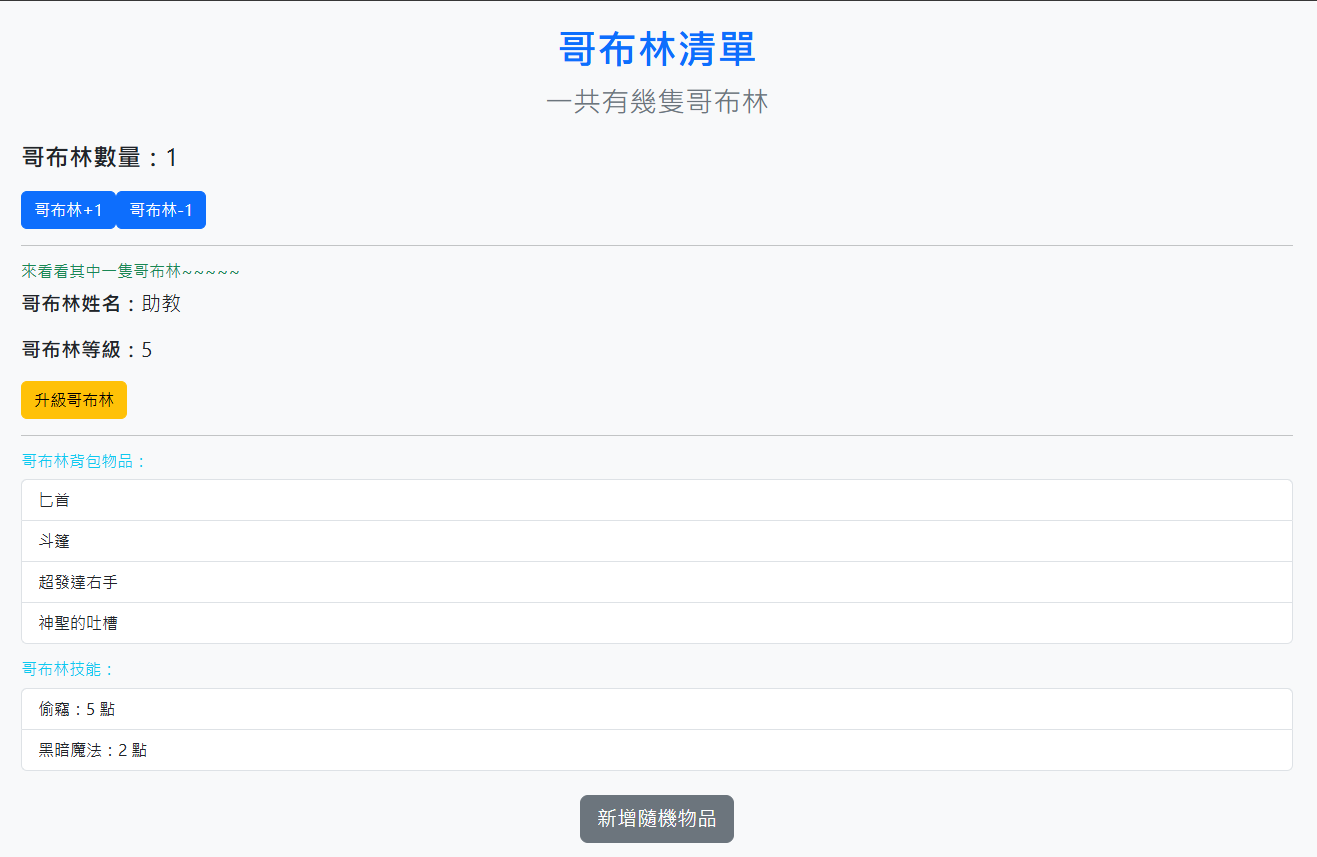 哥布林清單
一共有幾隻哥布林
哥布林數量：1
哥布林+1 哥布林-1
來看看其中一隻哥布林~~~~~
哥布林姓名：助教
哥布林等級：5
升級哥布林
哥布林背包物品：
匕首
斗篷
超發達右手
神聖的吐槽
哥布林技能：
偷竊：5 點
黑暗魔法：2 點
新增隨機物品